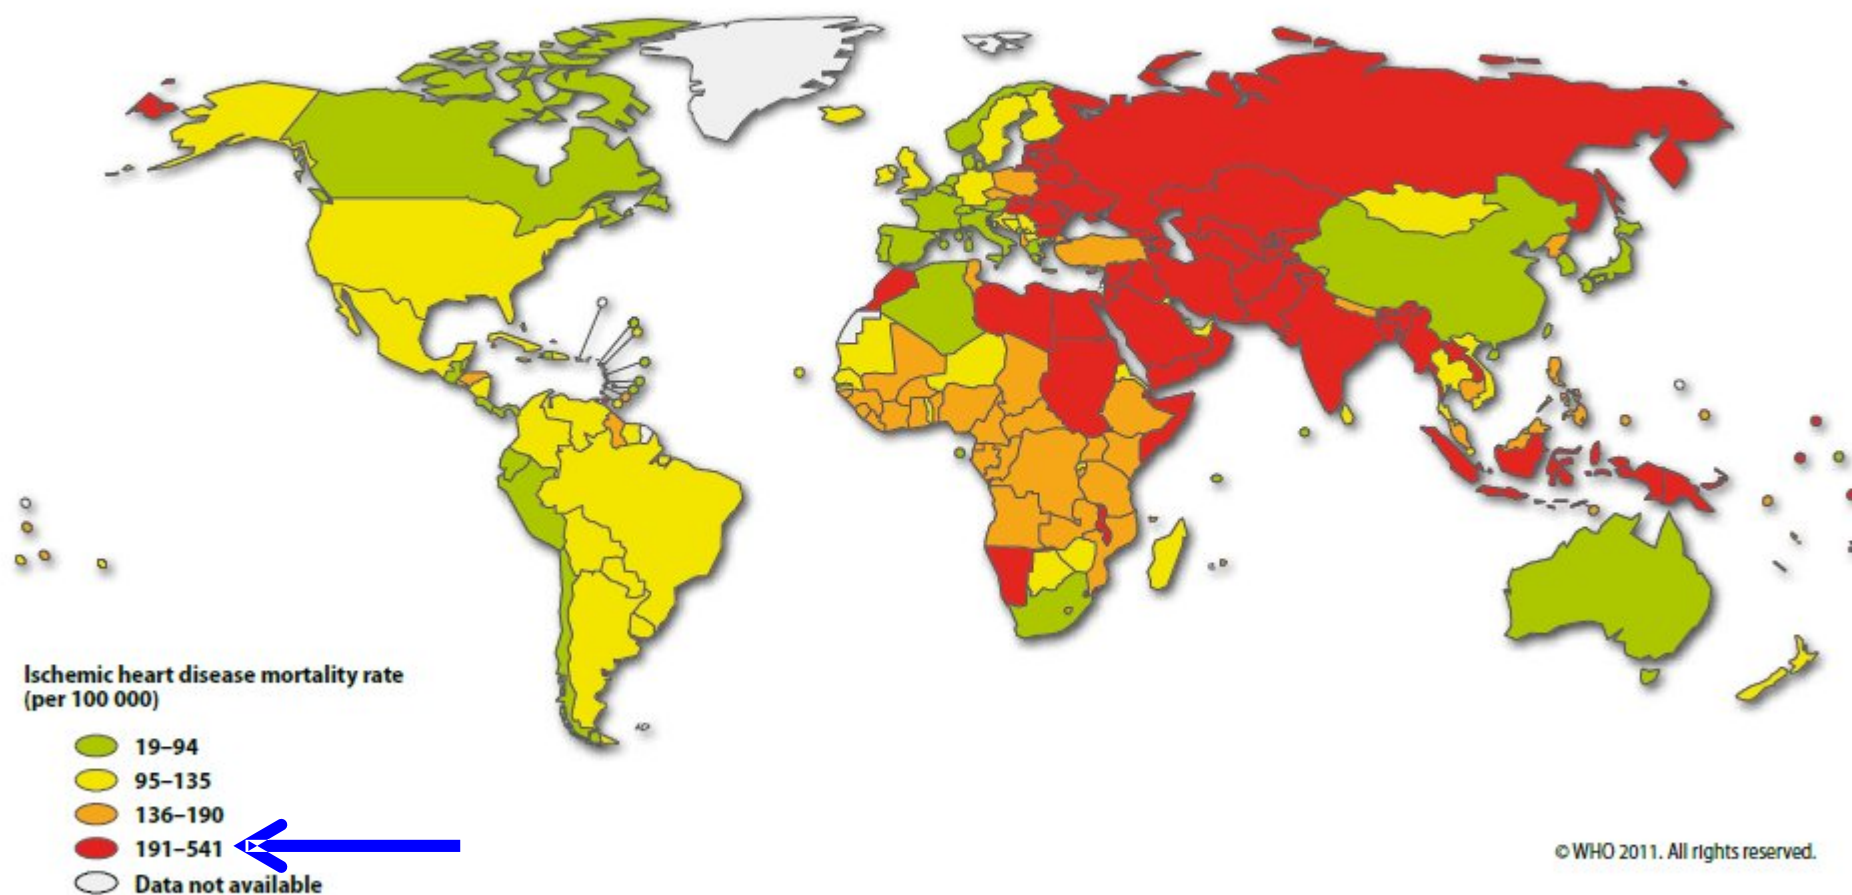 Ischemic heart disease mortality rate
(per 100 000)
19–94
95–135
136–190
191–541
Data not available
© WHO 2011. All rights reserved.